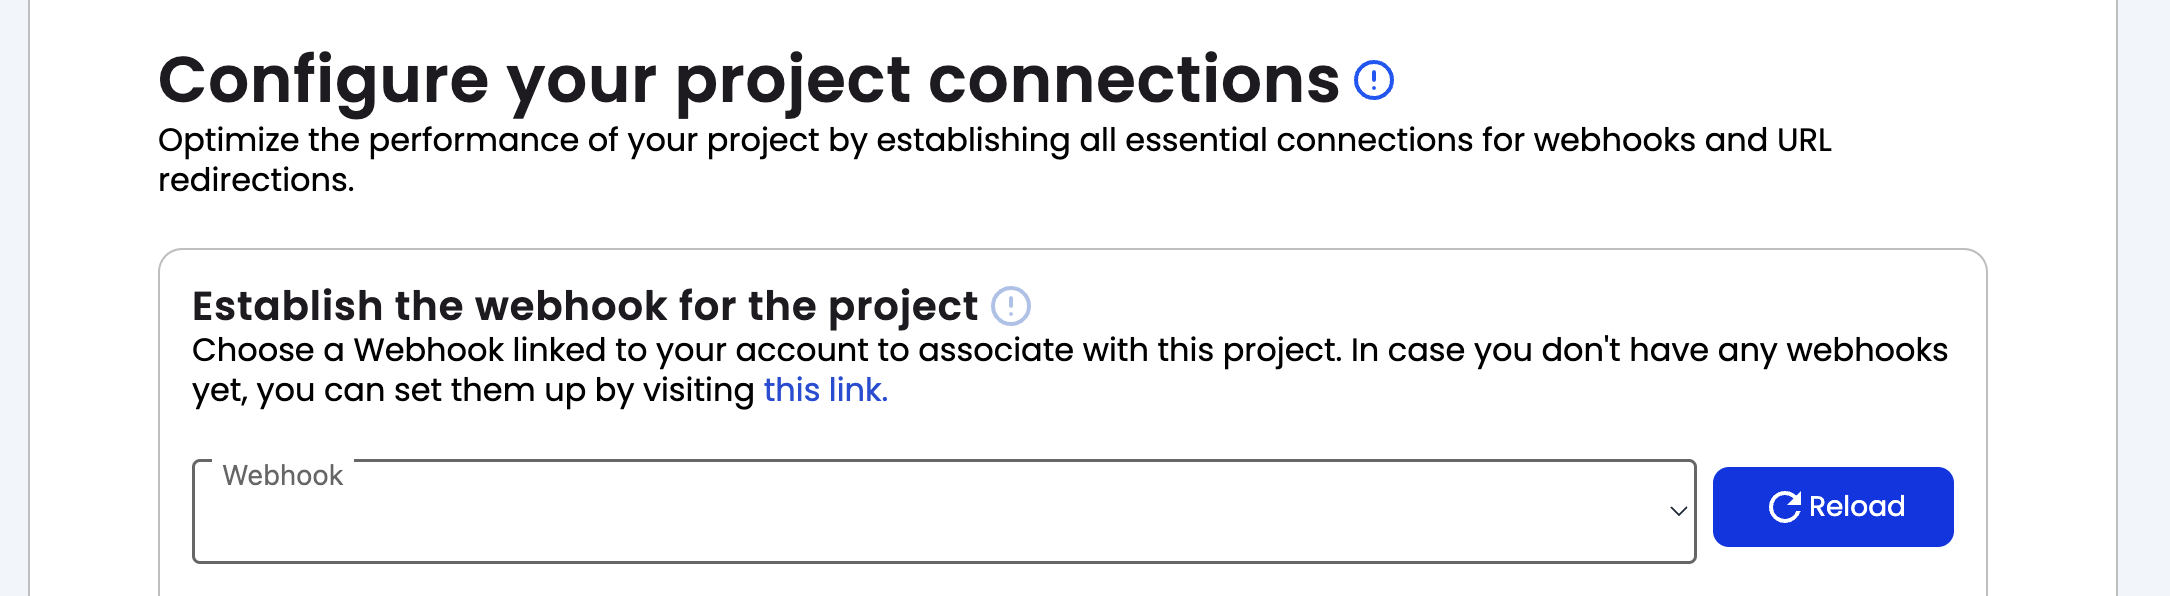 Configure your project connections
Optimize the performance of your project by establishing all essential connections for webhooks and URL
redirections.
Establish the webhook for the project
Choose a Webhook linked to your account to associate with this project. In case you don't have any webhooks
yet, you can set them up by visiting this link.
Webhook
Reload